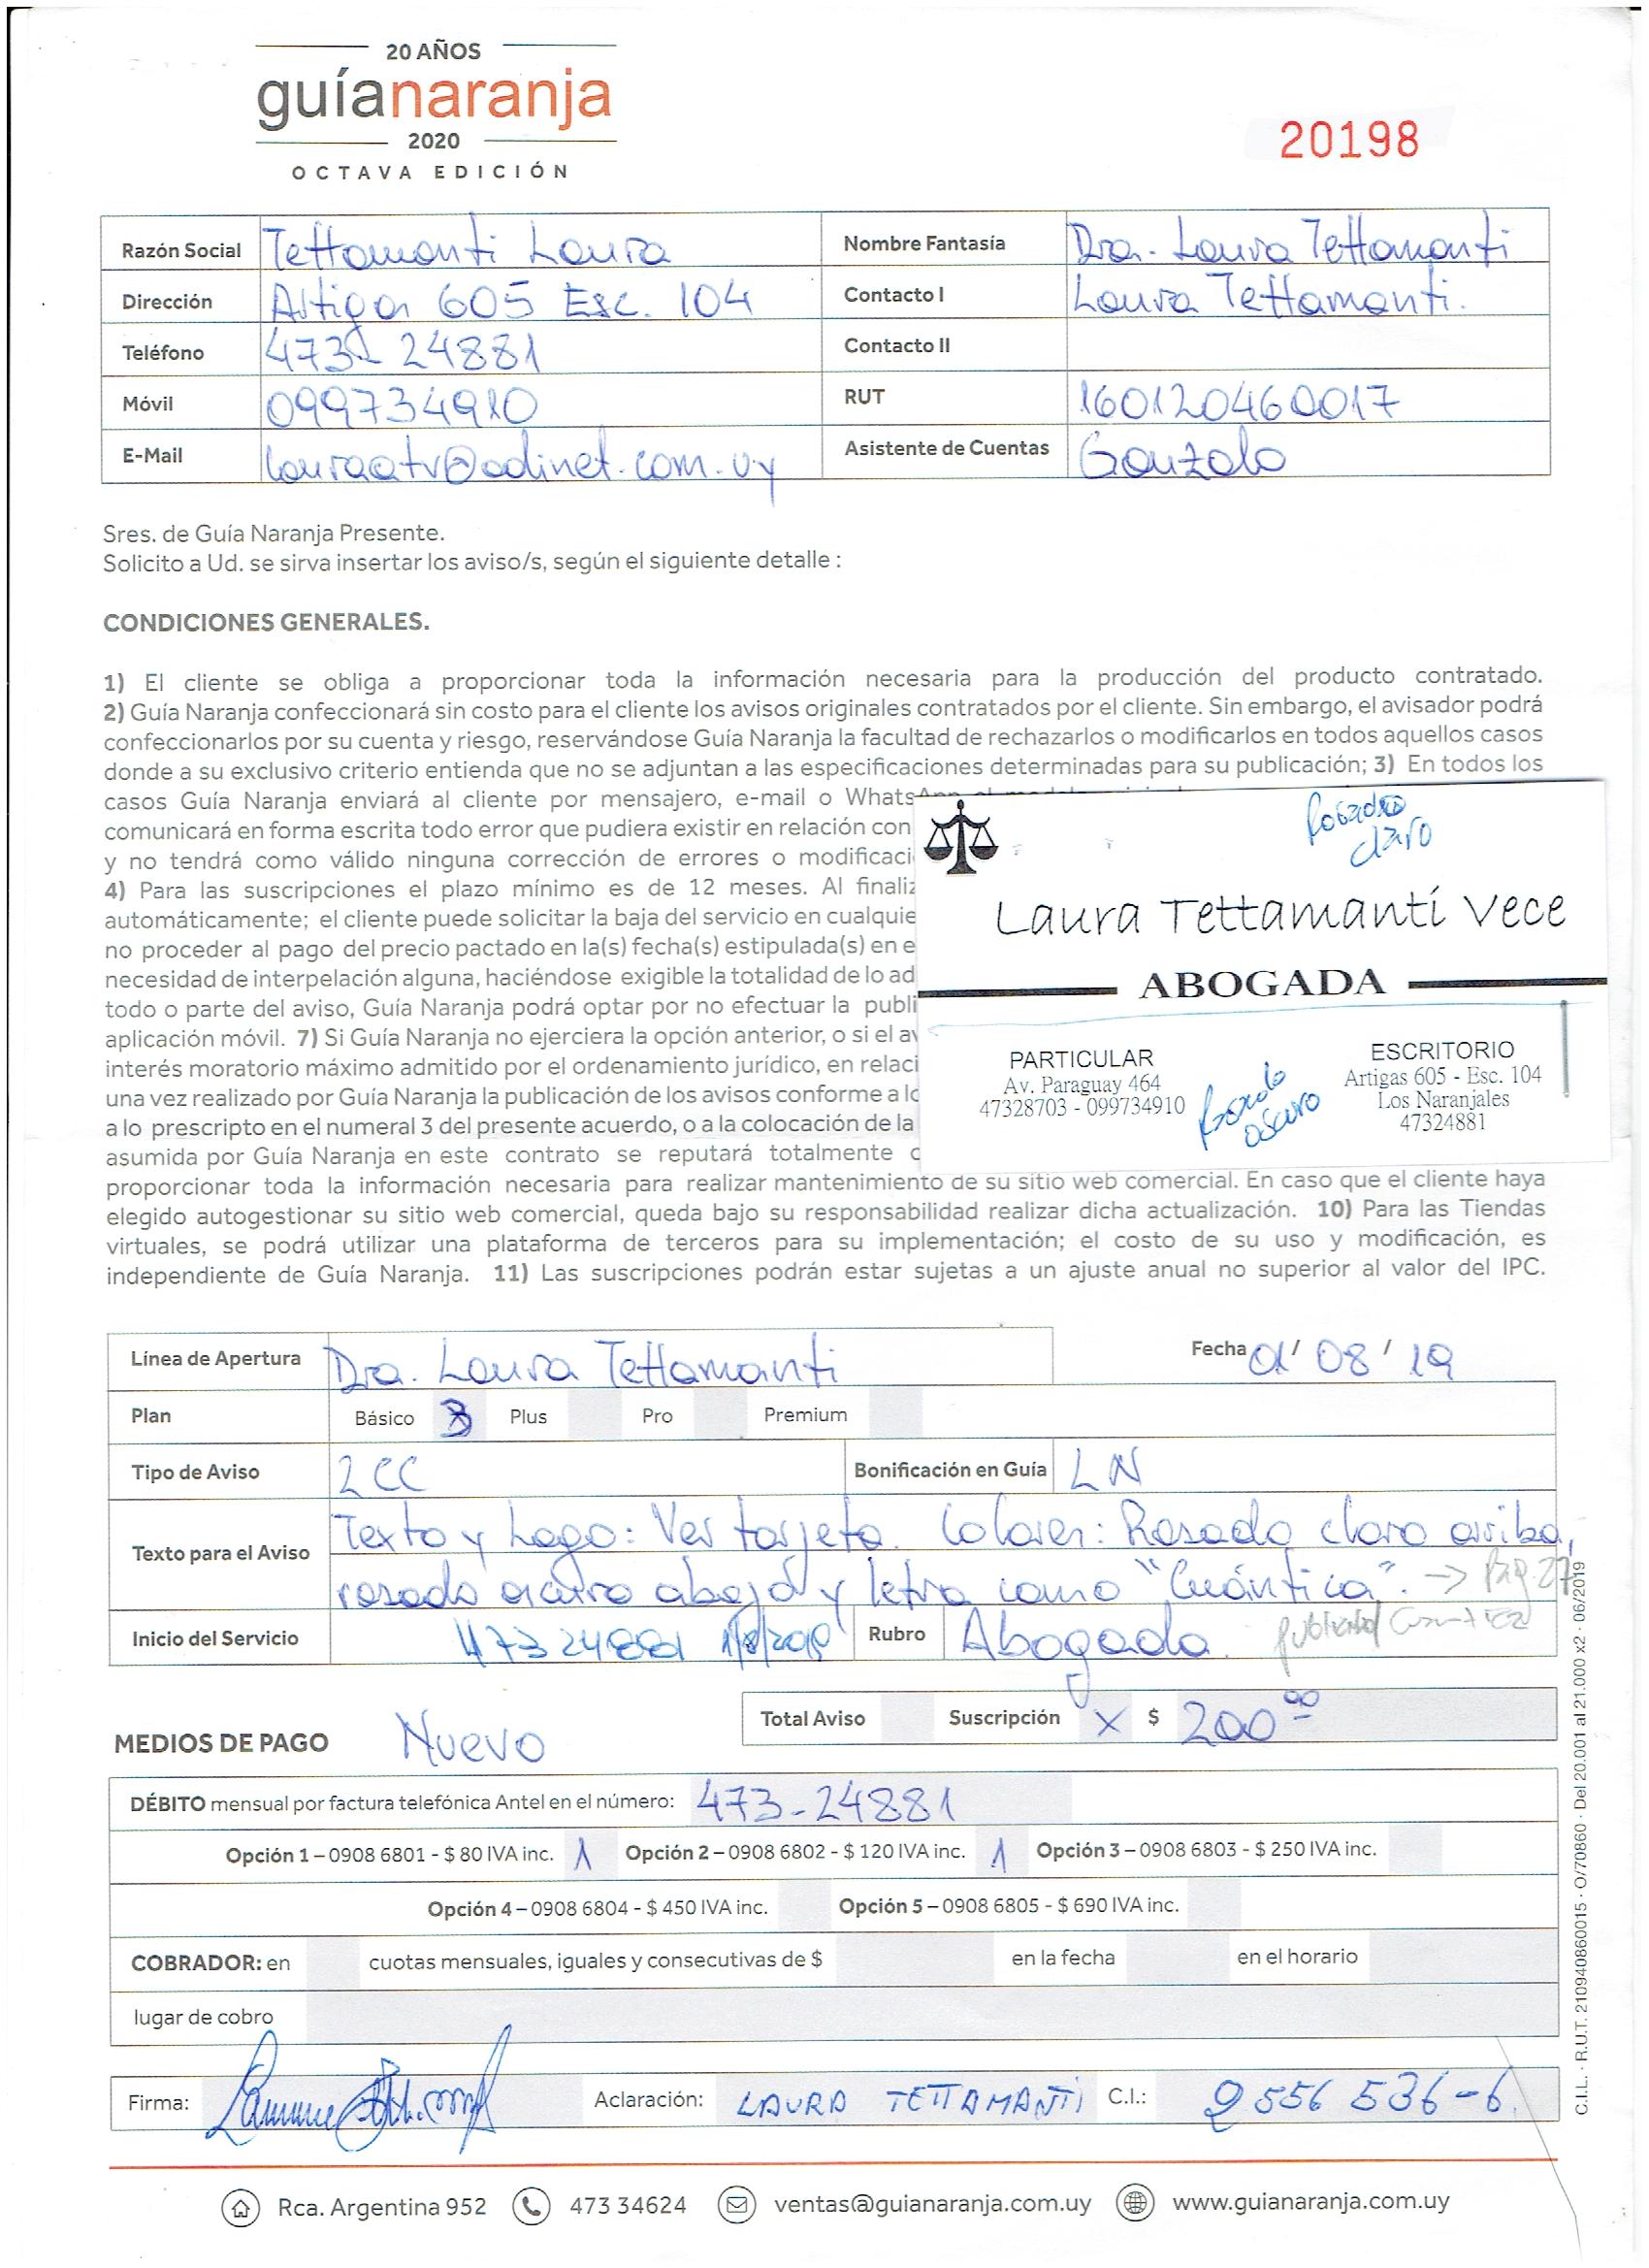 20 AÑOS
guíanaranja
2020
OCTAVA EDICIÓN
20198
Razón Social Tettamanti Laura
Nombre Fantasía Dra. Laura Tettamanti
Dirección Artigas 605 Esc. 104
Contacto I Laura Tettamanti.
Teléfono 473-24881
Contacto II
Móvil 099734910
RUT 160120460017
E-Mail lauraatv@adinet.com.uy
Asistente de Cuentas Gonzalo
Sres. de Guía Naranja Presente.
Solicito a Ud. se sirva insertar los aviso/s, según el siguiente detalle :
CONDICIONES GENERALES.
1) El cliente se obliga a proporcionar toda la información necesaria para la producción del producto contratado.
2) Guía Naranja confeccionará sin costo para el cliente los avisos originales contratados por el cliente. Sin embargo, el avisador podrá
confeccionarlos por su cuenta y riesgo, reservándose Guía Naranja la facultad de rechazarlos o modificarlos en todos aquellos casos
donde a su exclusivo criterio entienda que no se adjuntan a las especificaciones determinadas para su publicación; 3) En todos los
casos Guía Naranja enviará al cliente por mensajero, e-mail o
comunicará en forma escrita todo error que pudiera existir en relación con
y no tendrá como válido ninguna corrección de errores o modificaci
4) Para las suscripciones el plazo mínimo es de 12 meses. Al finaliz
automáticamente; el cliente puede solicitar la baja del servicio en cualquie
no proceder al pago del precio pactado en la(s) fecha(s) estipulada(s) en e
necesidad de interpelación alguna, haciéndose exigible la totalidad de lo ad
todo o parte del aviso, Guía Naranja podrá optar por no efectuar la publi
aplicación móvil. 7) Si Guía Naranja no ejerciera la opción anterior, o si el av
interés moratorio máximo admitido por el ordenamiento jurídico, en relaci
una vez realizado por Guía Naranja la publicación de los avisos conforme a lo
a lo prescripto en el numeral 3 del presente acuerdo, o a la colocación de la
asumida por Guía Naranja en este contrato se reputará totalmente c
proporcionar toda la información necesaria para realizar mantenimiento de su sitio web comercial. En caso que el cliente haya
elegido autogestionar su sitio web comercial, queda bajo su responsabilidad realizar dicha actualización. 10) Para las Tiendas
virtuales, se podrá utilizar una plataforma de terceros para su implementación; el costo de su uso y modificación, es
independiente de Guía Naranja. 11) Las suscripciones podrán estar sujetas a un ajuste anual no superior al valor del IPC.
Rosado
claro
Laura Tettamanti Vece
ABOGADA
PARTICULAR
Av. Paraguay 464
47328703 - 099734910
Rosado
oscuro
ESCRITORIO
Artigas 605 - Esc. 104
Los Naranjales
47324881
Línea de Apertura Dra. Laura Tettamanti
Fecha 01/ 08 / 19
Plan Básico Plus Pro Premium
Tipo de Aviso 2 CC
Bonificación en Guía LN
Texto para el Aviso Texto y Logo: Ver tarjeta. Colores: Rosado claro arriba,
rosado oscuro abajo y letra como "Cuántica". → Pág. 27
publicidad Cuántica
Inicio del Servicio 47324881 1/8/2019
Rubro Abogada.
Total Aviso Suscripción X $ 200 00
MEDIOS DE PAGO Nuevo
DÉBITO mensual por factura telefónica Antel en el número: 473-24881
Opción 1 – 0908 6801 - $ 80 IVA inc. 1 Opción 2 – 0908 6802 - $ 120 IVA inc. 1 Opción 3 – 0908 6803 - $ 250 IVA inc.
Opción 4 – 0908 6804 - $ 450 IVA inc. Opción 5 – 0908 6805 - $ 690 IVA inc.
COBRADOR: en cuotas mensuales, iguales y consecutivas de $ en la fecha en el horario
lugar de cobro
Firma:
Aclaración: LAURA TETTAMANTI C.I.: 2 556 536-6
C.I.L. · R.U.T. 210940860015 · O/70860 · Del 20.001 al 21.000 x2 · 06/2019
Rca. Argentina 952 473 34624 ventas@guianaranja.com.uy www.guianaranja.com.uy